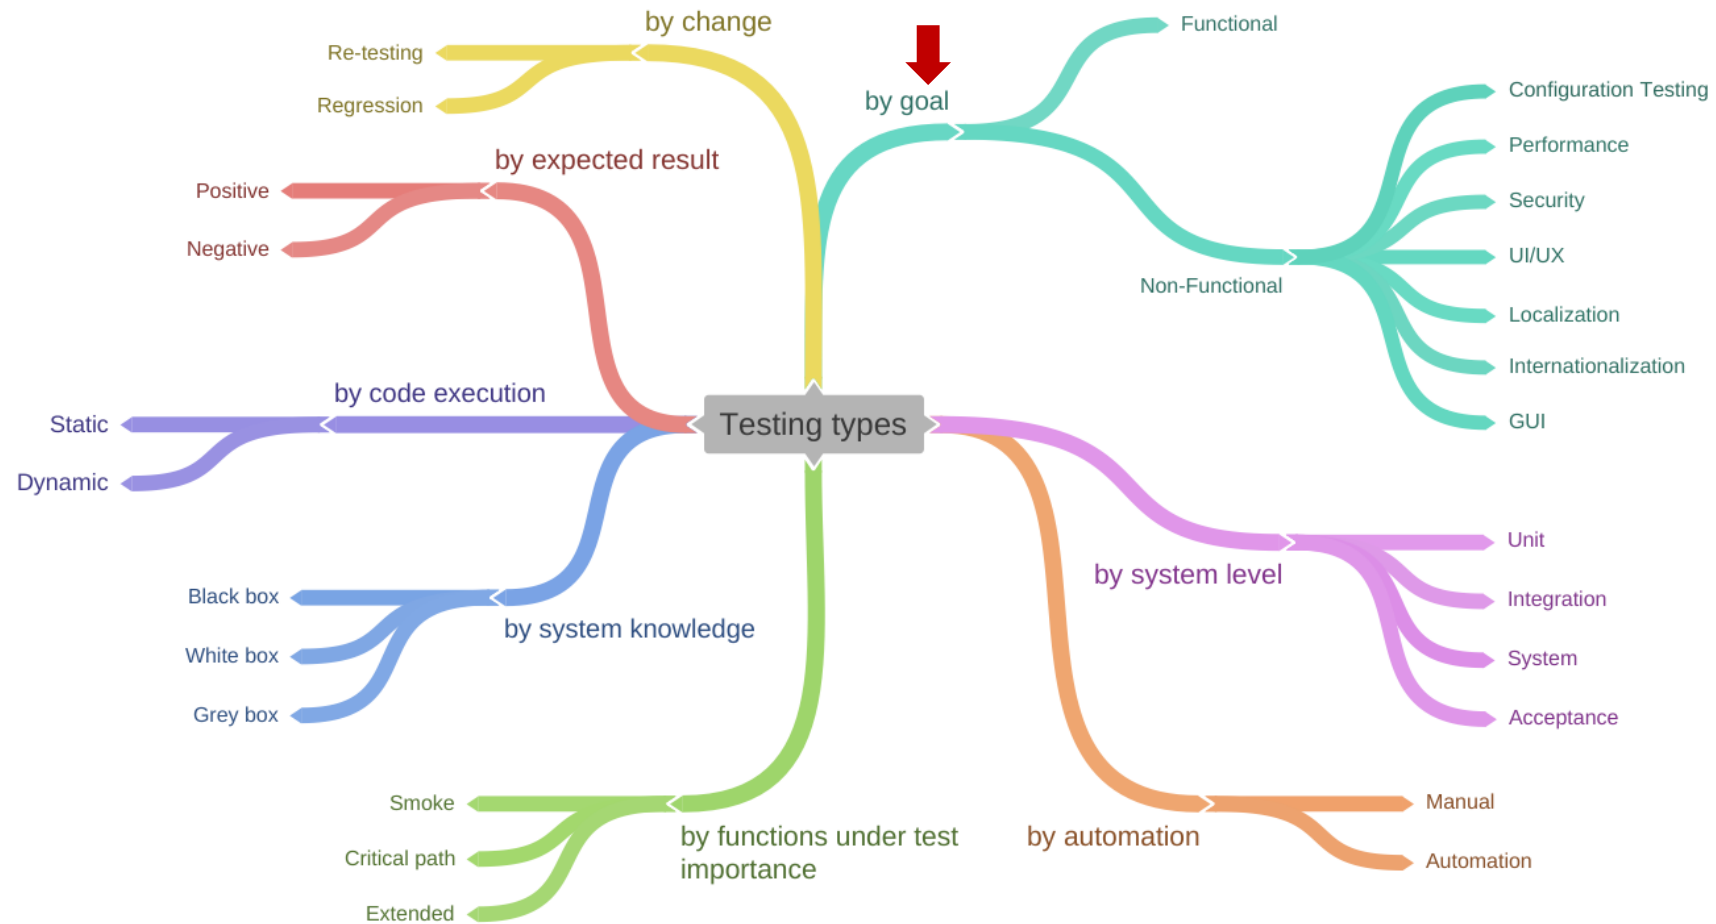 by change
Re-testing
Regression
by expected result
Positive
Negative
by code execution
Static
Dynamic
by system knowledge
Black box
White box
Grey box
by functions under test
importance
Smoke
Critical path
Extended
Testing types
by goal
Functional
Non-Functional
Configuration Testing
Performance
Security
UI/UX
Localization
Internationalization
GUI
by system level
Unit
Integration
System
Acceptance
by automation
Manual
Automation